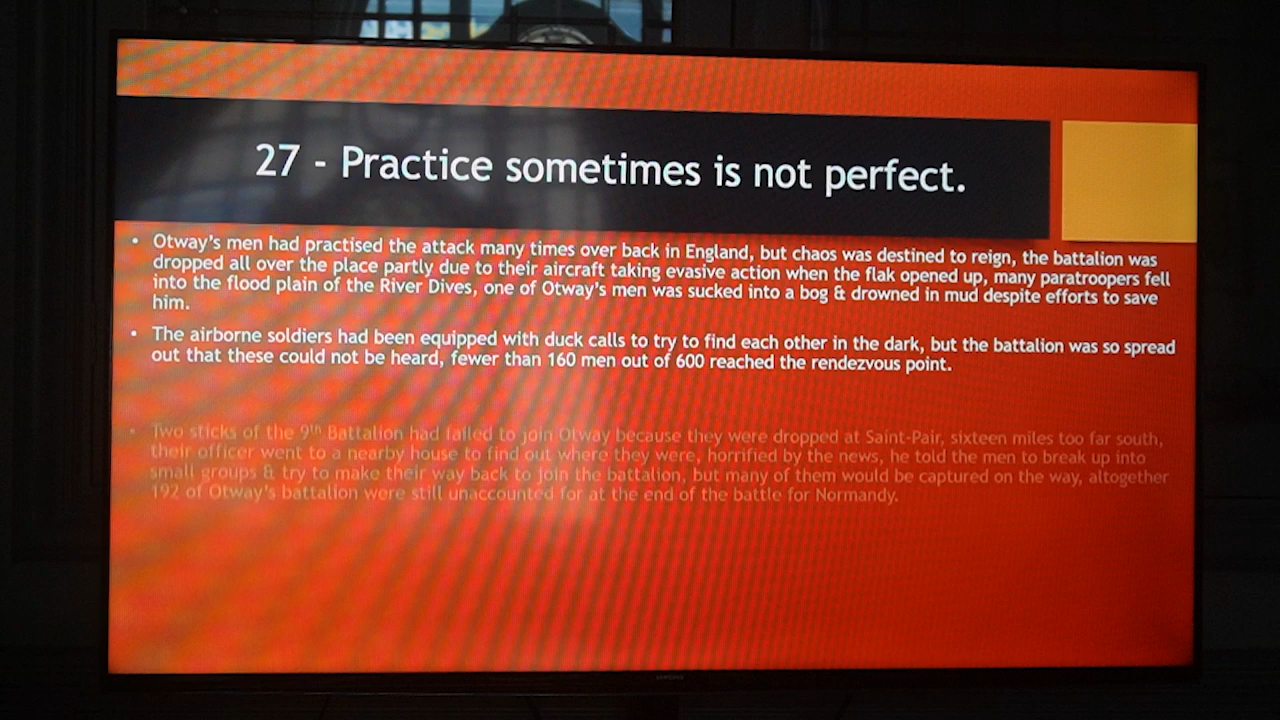 27 - Practice sometimes is not perfect.
• Otway's men had practised the attack many times over back in England, but chaos was destined to reign, the battalion was
dropped all over the place partly due to their aircraft taking evasive action when the flak opened up, many paratroopers fell
into the flood plain of the River Dives, one of Otway's men was sucked into a bog & drowned in mud despite efforts to save
him.
• The airborne soldiers had been equipped with duck calls to try to find each other in the dark, but the battalion was so spread
out that these could not be heard, fewer than 160 men out of 600 reached the rendezvous point.
• Two sticks of the 9th Battalion had failed to join Otway because they were dropped at Saint-Pair, sixteen miles too far south,
their officer went to a nearby house to find out where they were, horrified by the news, he told the men to break up into
small groups & try to make their way back to join the battalion, but many of them would be captured on the way, altogether
192 of Otway's battalion were still unaccounted for at the end of the battle for Normandy.
SAMSUNG